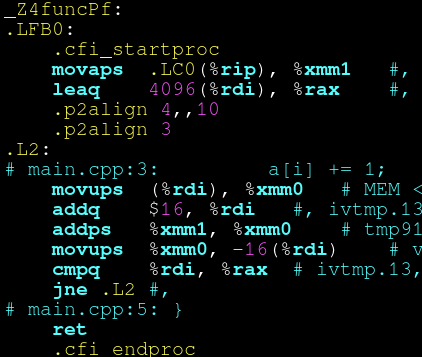 _Z4funcPf:
.LFB0:
    .cfi_startproc
    movaps  .LC0(%rip), %xmm1   #,
    leaq    4096(%rdi), %rax    #,
    .p2align 4,,10
    .p2align 3
.L2:
# main.cpp:3:         a[i] += 1;
    movups  (%rdi), %xmm0   # MEM <
    addq    $16, %rdi   #, ivtmp.13
    addps   %xmm1, %xmm0    # tmp91
    movups  %xmm0, -16(%rdi)    # v
    cmpq    %rdi, %rax  # ivtmp.13,
    jne .L2 #,
# main.cpp:5: }
    ret
    .cfi_endproc